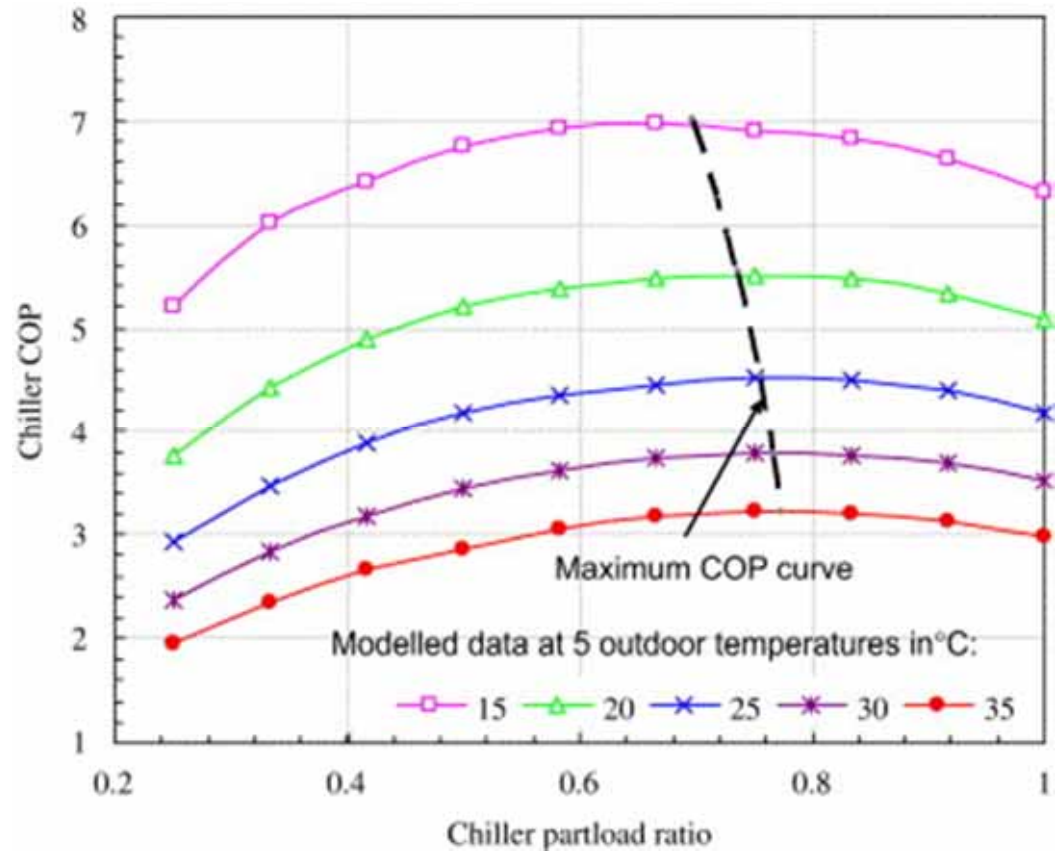 8
7
6
5
4
3
2
1
Chiller COP
Maximum COP curve
Modelled data at 5 outdoor temperatures in°C:
15 20 25 30 35
0.2 0.4 0.6 0.8 1
Chiller partload ratio